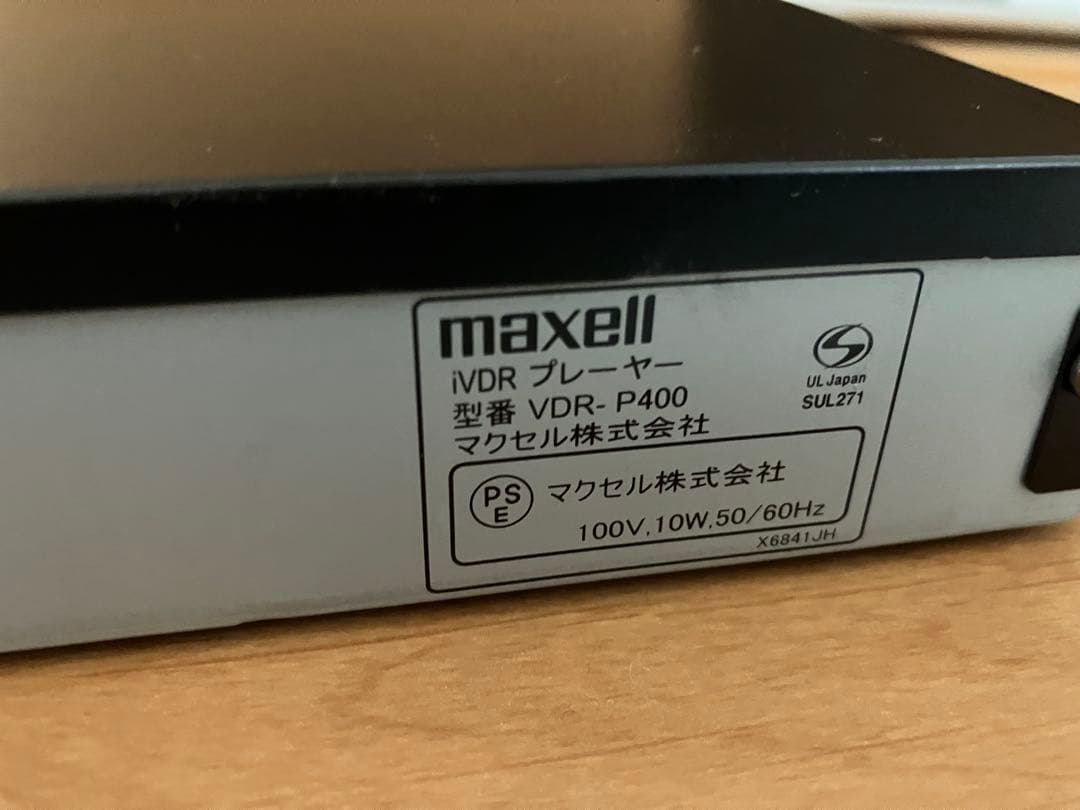 maxell
iVDR プレーヤー
型番 VDR- P400
マクセル株式会社
UL Japan
SUL271
PS
E
マクセル株式会社
100V,10W,50/60Hz
X6841JH